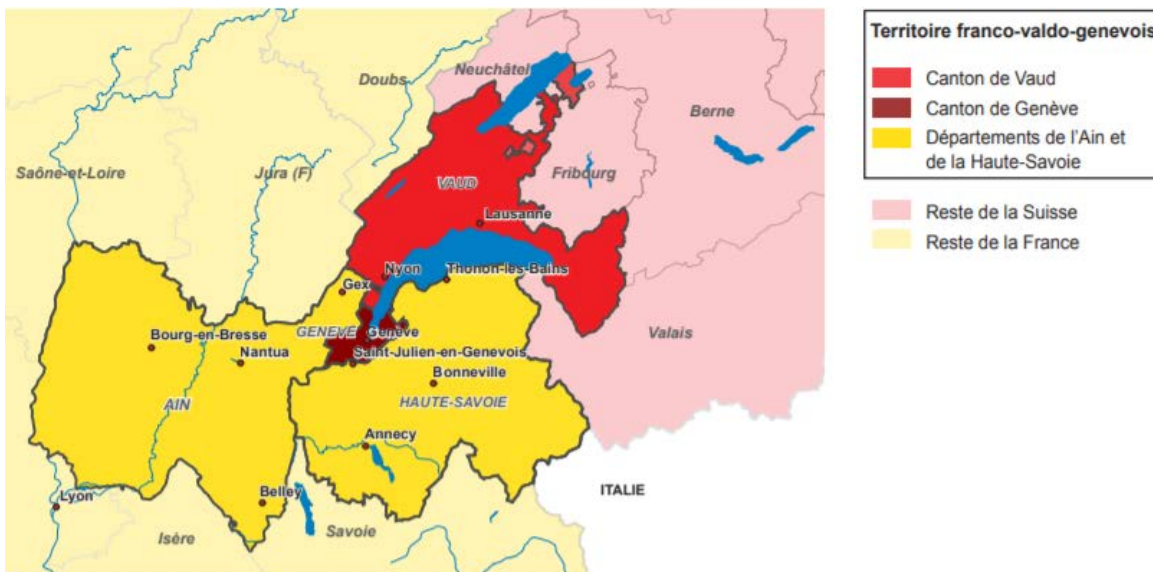 Territoire franco-valdo-genevois
Canton de Vaud
Canton de Genève
Départements de l'Ain et
de la Haute-Savoie
Reste de la Suisse
Reste de la France
Doubs
Neuchâtel
Berne
Saône-et-Loire
Jura (F)
VAUD
Fribourg
Lausanne
Nyon
Thonon-les-Bains
Gex
GENEVE
Genève
Bourg-en-Bresse
Nantua
Saint-Julien-en-Genevois
Valais
Bonneville
AIN
HAUTE-SAVOIE
Annecy
Lyon
Belley
ITALIE
Isère
Savoie